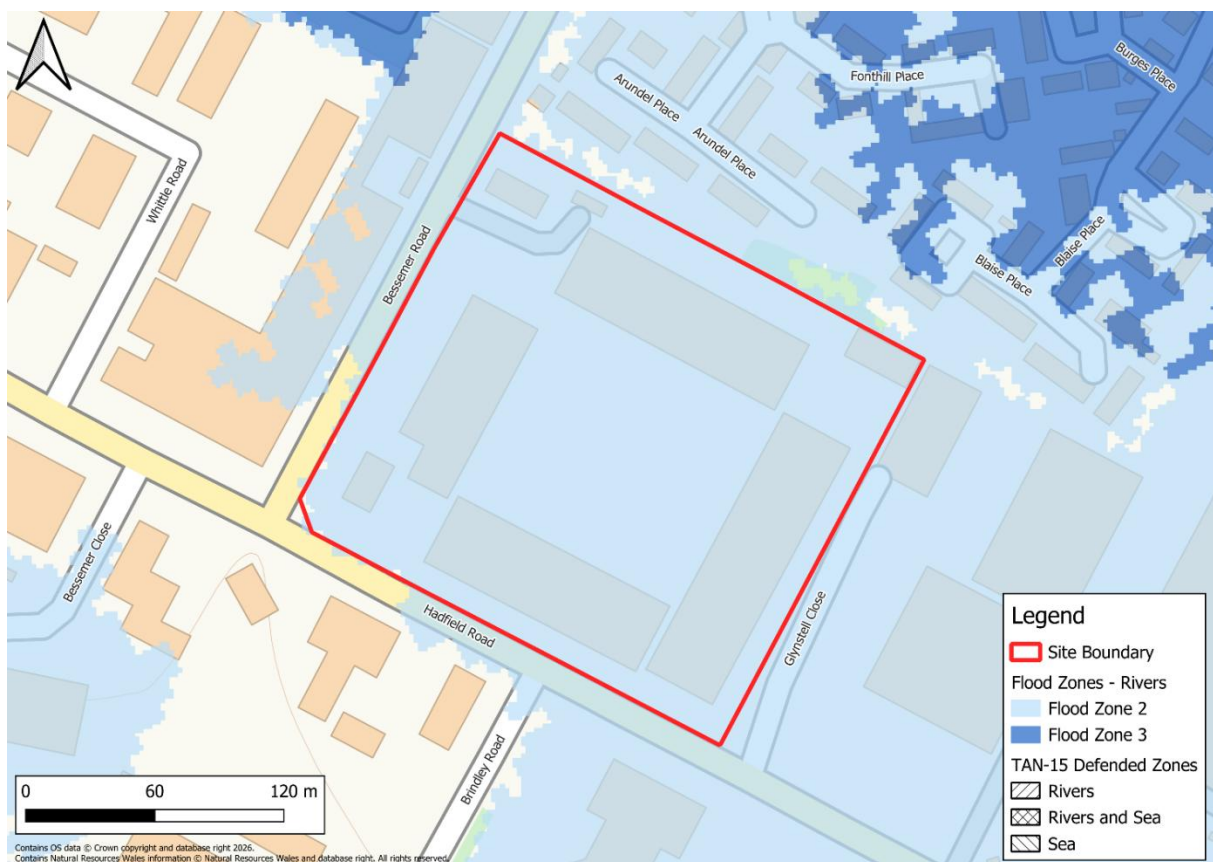 Burges Place
Fonthill Place
Arundel Place
Arundel Place
Whittle Road
Bessemer Road
Blaise Place
Blaise Place
Bessemer Close
Hadfield Road
Glynstell Close
Brindley Road
Legend
Site Boundary
Flood Zones - Rivers
Flood Zone 2
Flood Zone 3
TAN-15 Defended Zones
Rivers
Rivers and Sea
Sea
0 60 120 m
Contains OS data © Crown copyright and database right 2026.
Contains Natural Resources Wales information © Natural Resources Wales and database right. All rights reserved.